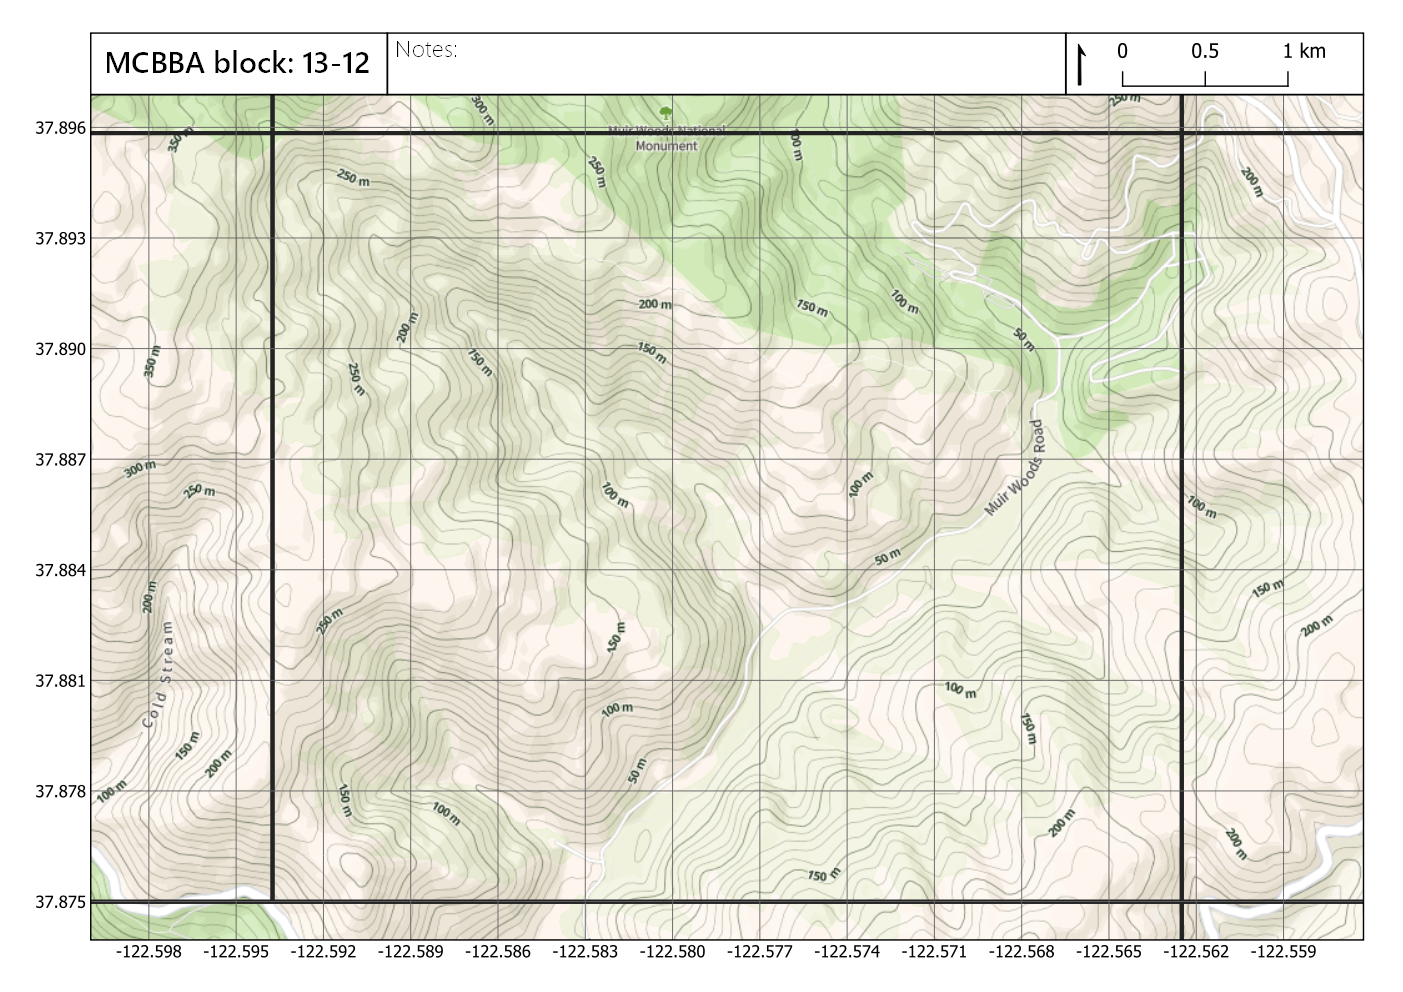 MCBBA block: 13-12
Notes:
0 0.5 1 km
300 m
250 m
37.896
350 m
Muir Woods National
Monument
100 m
250 m
250 m
200 m
37.893
200 m
150 m
100 m
200 m
50 m
37.890
350 m
150 m
150 m
250 m
Muir Woods Road
37.887
300 m
250 m
100 m
100 m
100 m
50 m
37.884
200 m
150 m
250 m
150 m
200 m
Cold Stream
37.881
100 m
100 m
150 m
150 m
200 m
50 m
37.878
100 m
150 m
100 m
200 m
200 m
150 m
37.875
-122.598 -122.595 -122.592 -122.589 -122.586 -122.583 -122.580 -122.577 -122.574 -122.571 -122.568 -122.565 -122.562 -122.559